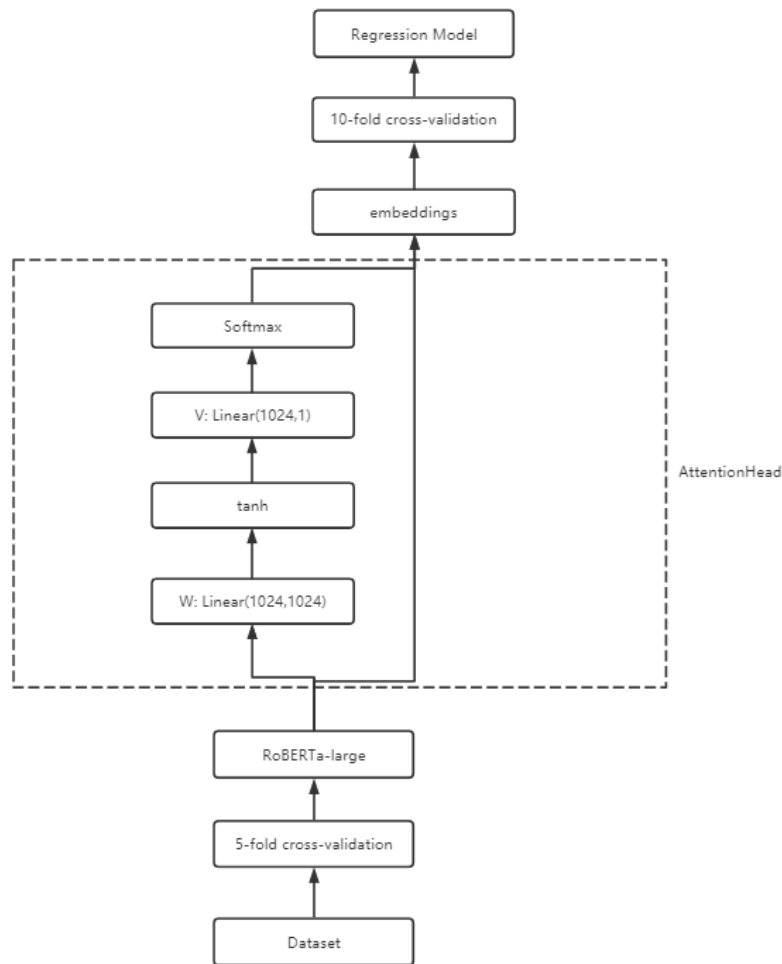 Regression Model
10-fold cross-validation
embeddings
Softmax
V: Linear(1024,1)
AttentionHead
tanh
W: Linear(1024,1024)
RoBERTa-large
5-fold cross-validation
Dataset